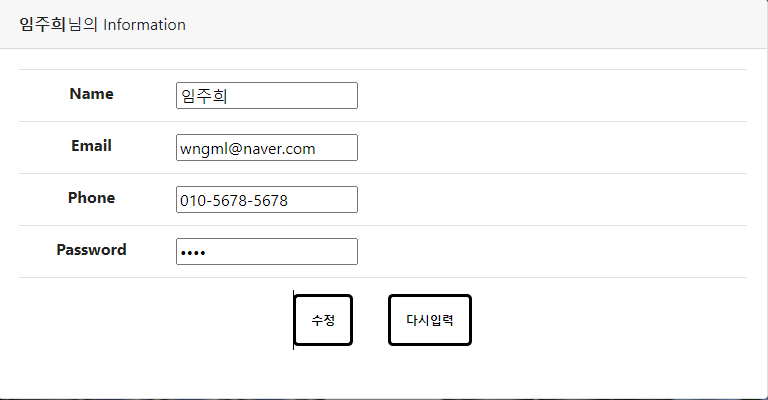 임주희님의 Information
Name 임주희
Email wngml@naver.com
Phone 010-5678-5678
Password ••••
수정 다시입력